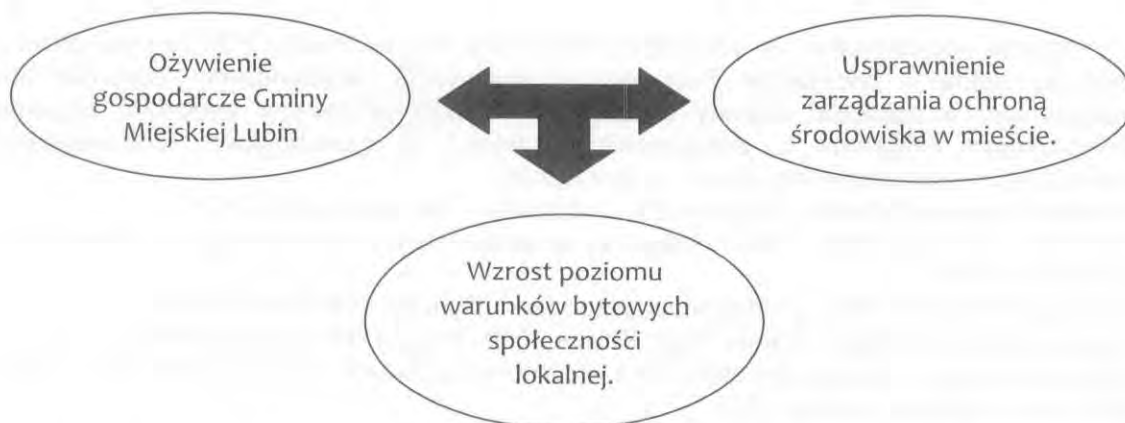 Ożywienie
gospodarcze Gminy
Miejskiej Lubin
Usprawnienie
zarządzania ochroną
środowiska w mieście.
Wzrost poziomu
warunków bytowych
społeczności
lokalnej.